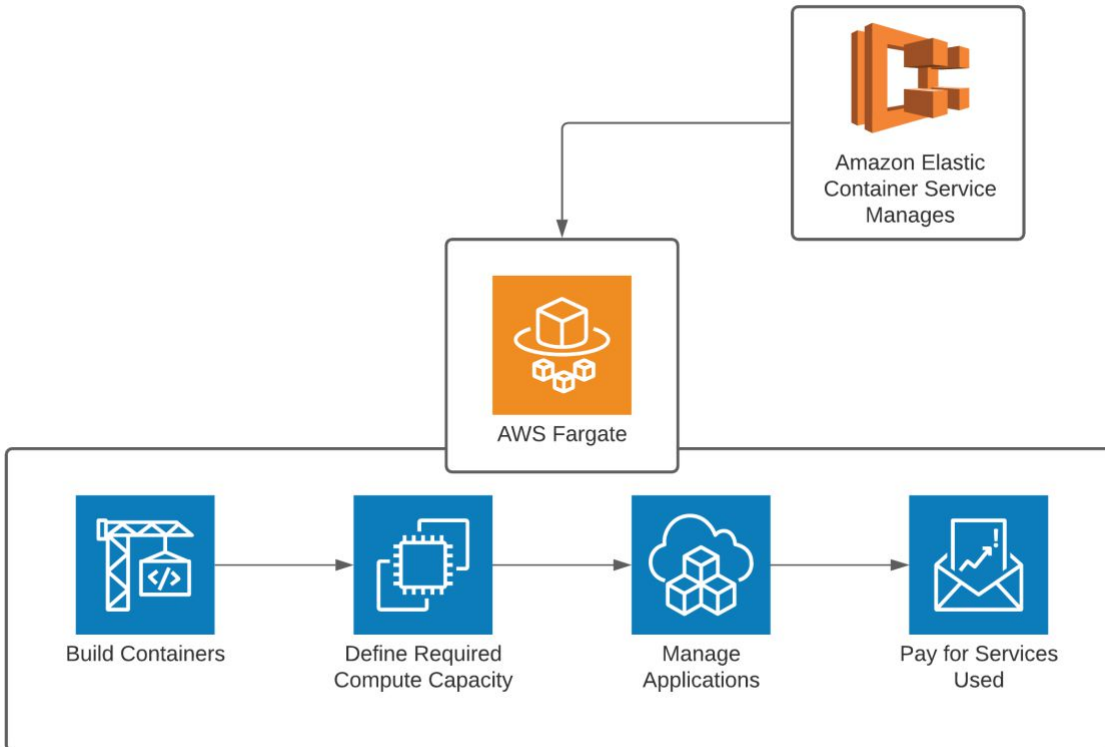 Amazon Elastic
Container Service
Manages
AWS Fargate
</>
Build Containers
Define Required
Compute Capacity
Manage
Applications
!
Pay for Services
Used